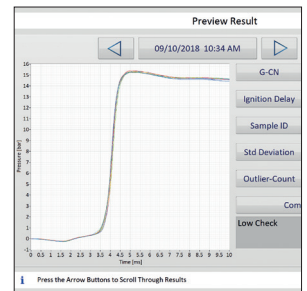 Preview Result
09/10/2018 10:34 AM
G-CN
Ignition Delay
Sample ID
Std Deviation
Outlier-Count
Com
Low Check
Pressure [bar]
16
15
14
13
12
11
10
9
8
7
6
5
4
3
2
1
0
-1
0 0.5 1 1.5 2 2.5 3 3.5 4 4.5 5 5.5 6 6.5 7 7.5 8 8.5 9 9.5 10
Time [ms]
i Press the Arrow Buttons to Scroll Through Results